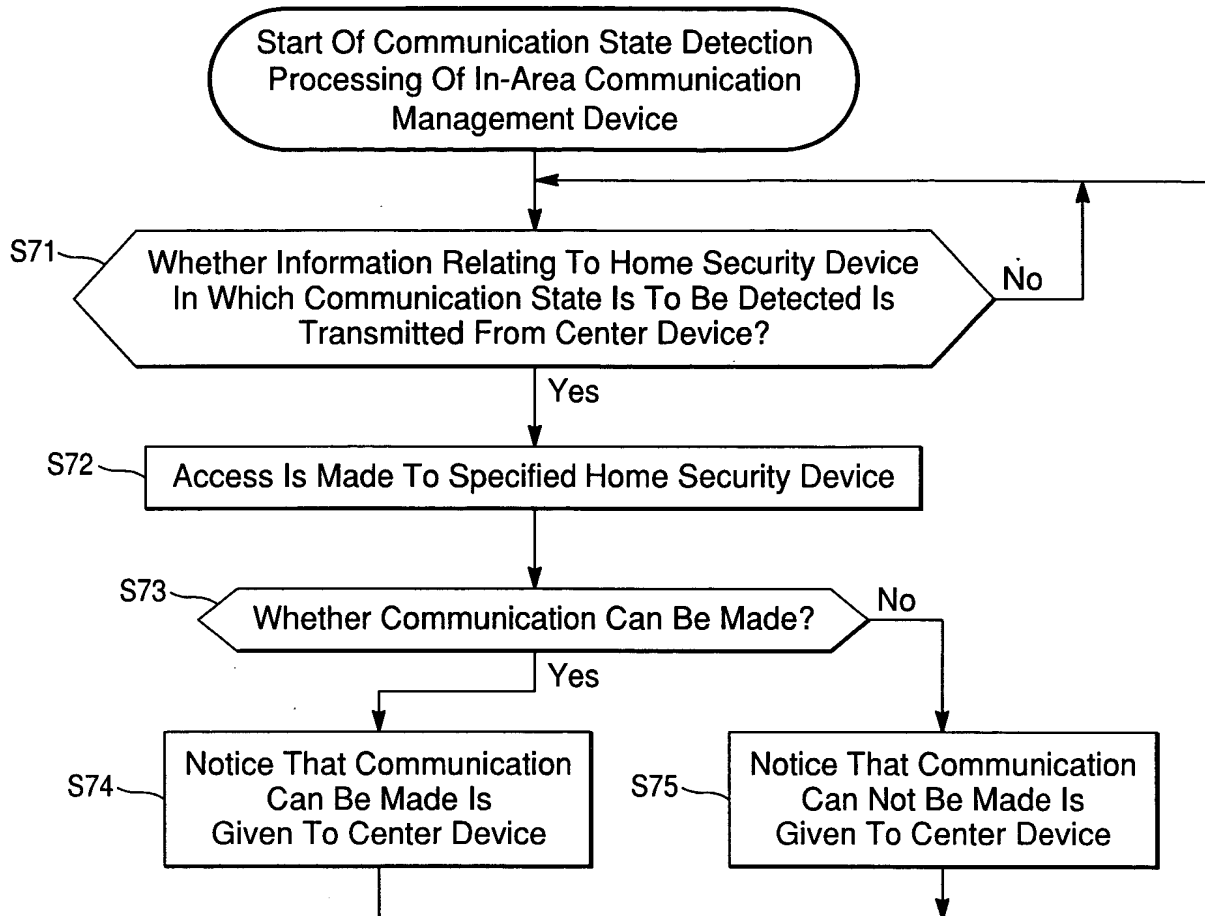 Start Of Communication State Detection
Processing Of In-Area Communication
Management Device
S71
Whether Information Relating To Home Security Device
In Which Communication State Is To Be Detected Is
Transmitted From Center Device?
No
Yes
S72
Access Is Made To Specified Home Security Device
S73
Whether Communication Can Be Made?
No
Yes
S74
Notice That Communication
Can Be Made Is
Given To Center Device
S75
Notice That Communication
Can Not Be Made Is
Given To Center Device